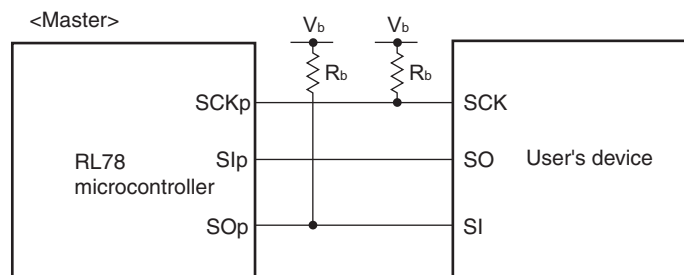 <Master>
Vb Vb
Rb Rb
SCKp SCK
RL78
microcontroller
SIp SO
User's device
SOp SI